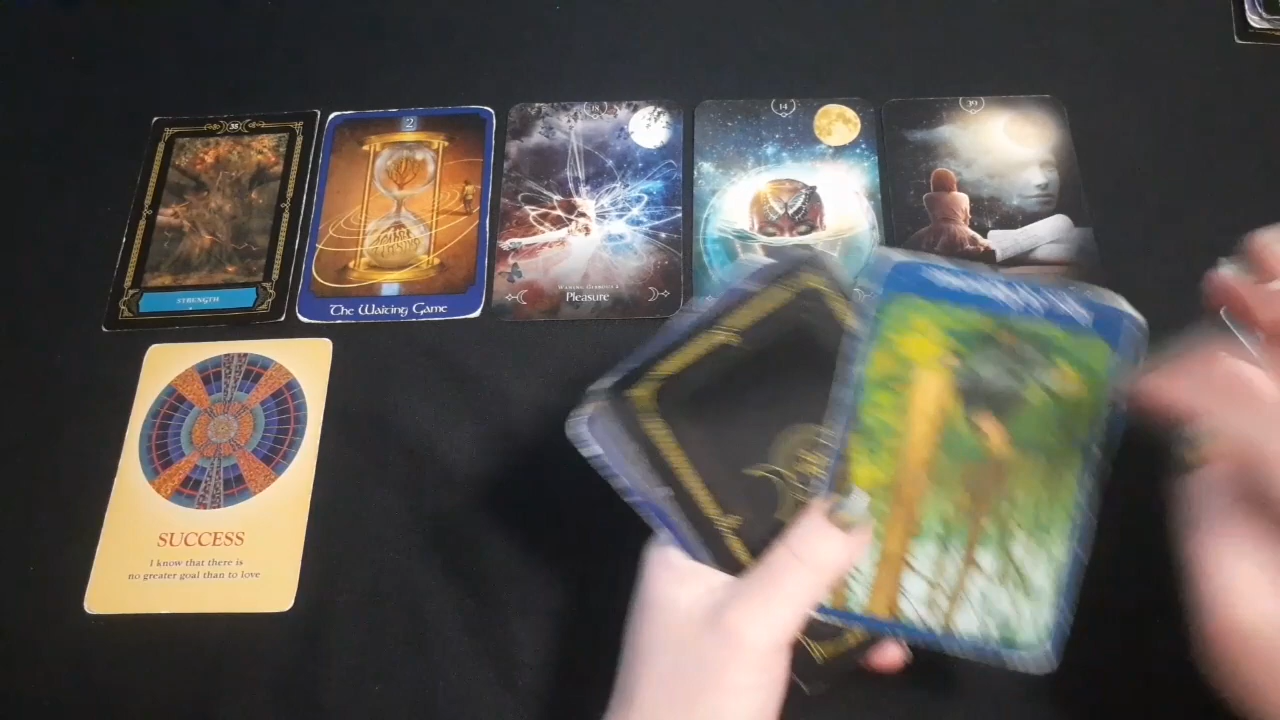 35
STRENGTH
2
The Waiting Game
18
Pleasure
14
39
SUCCESS
I know that there is
no greater goal than to love